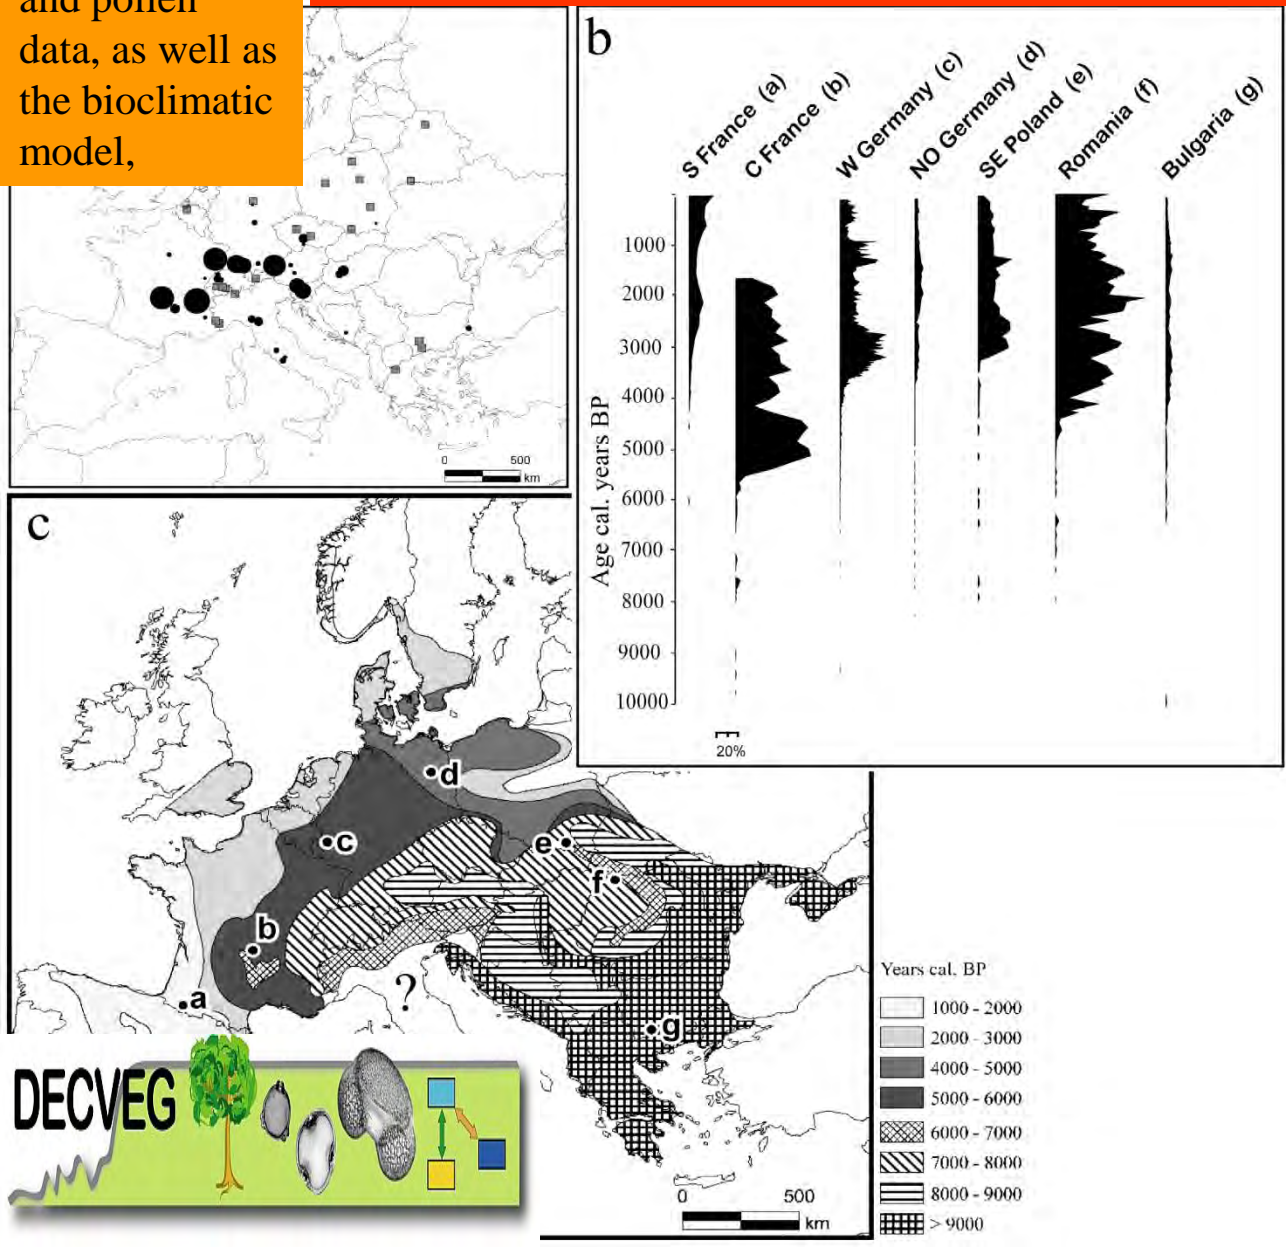 and pollen
data, as well as
the bioclimatic
model,
0 500
km
b
S France (a)
C France (b)
W Germany (c)
NO Germany (d)
SE Poland (e)
Romania (f)
Bulgaria (g)
Age cal. years BP
1000
2000
3000
4000
5000
6000
7000
8000
9000
10000
20%
c
d
c
e
f
b
a
?
g
Years cal. BP
1000 - 2000
2000 - 3000
4000 - 5000
5000 - 6000
6000 - 7000
7000 - 8000
8000 - 9000
> 9000
DECVEG
0 500
km